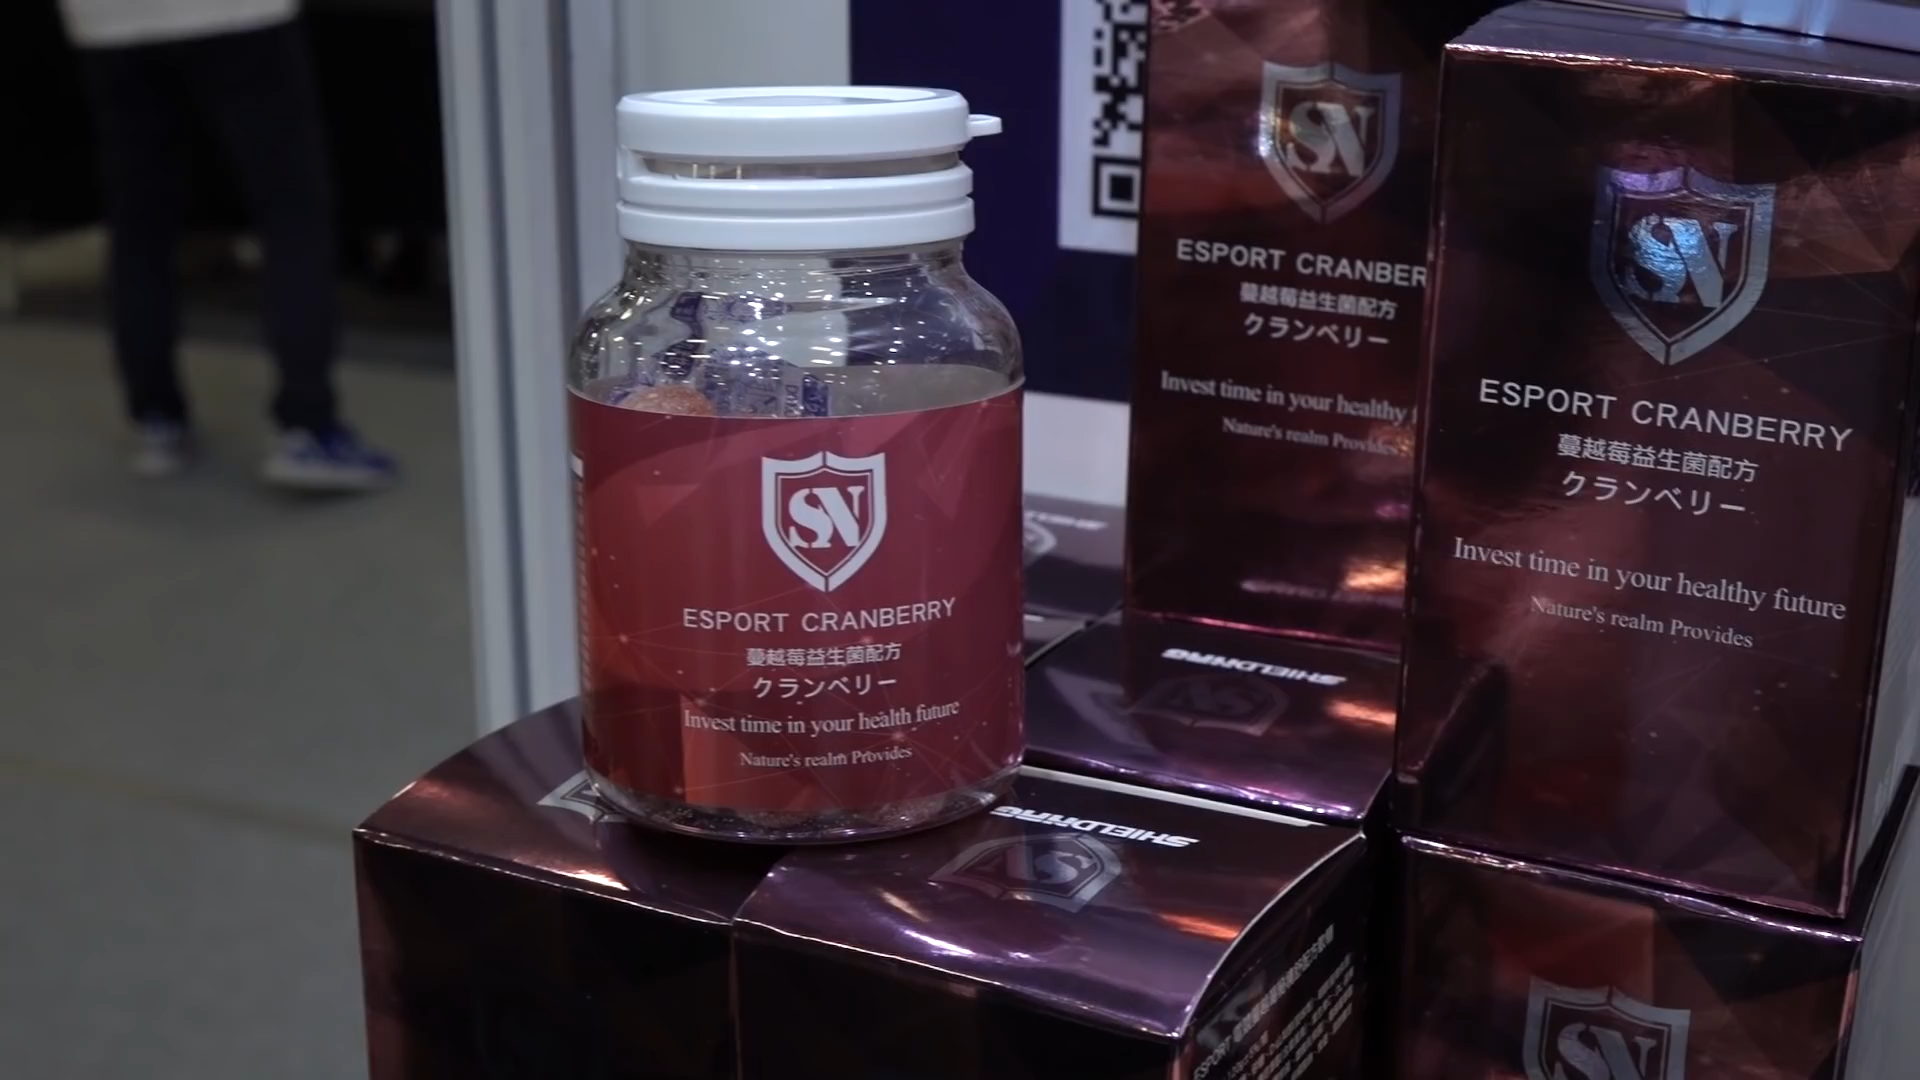 SN
ESPORT CRANBERRY
蔓越莓益生菌配方
クランベリー
Invest time in your health future
Nature's realm Provides
SN
ESPORT CRANBER
蔓越莓益生菌配方
クランベリー
Invest time in your healthy
Nature's realm Provides
SN
ESPORT CRANBERRY
蔓越莓益生菌配方
クランベリー
Invest time in your healthy future
Nature's realm Provides
SHIELDNRG
SN
SHIELDNRG
SN
SN